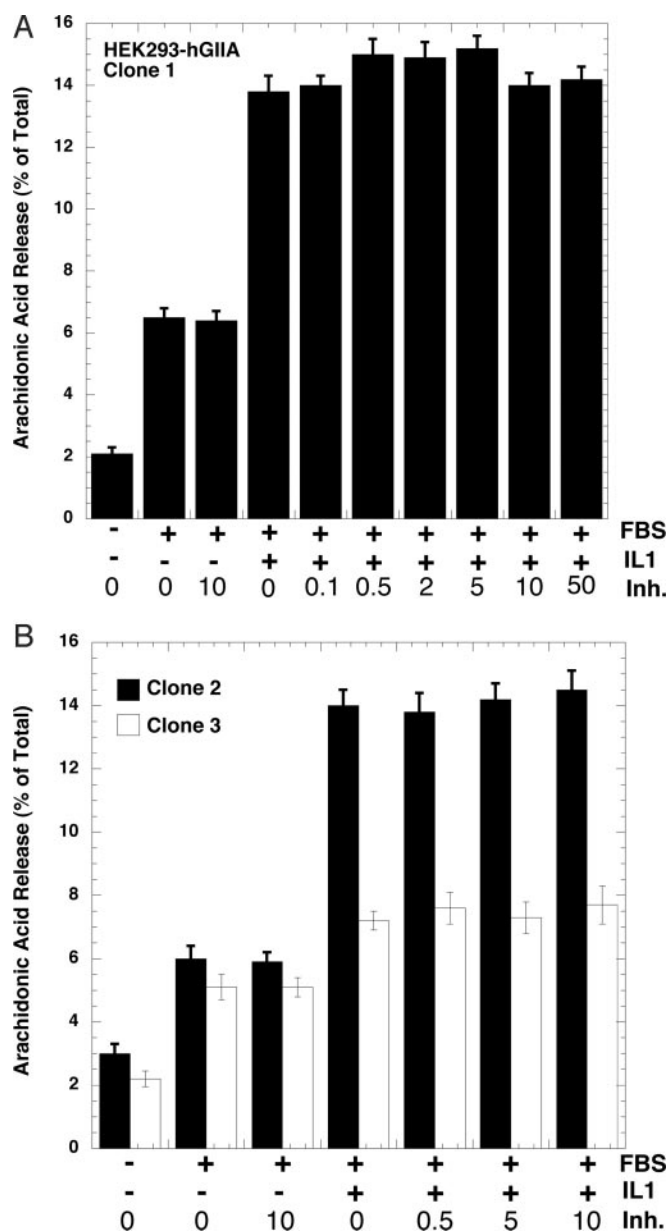 A
HEK293-hGIIA
Clone 1
Arachidonic Acid Release (% of Total)
16
14
12
10
8
6
4
2
0
- + + + + + + + + + FBS
- - - + + + + + + + IL1
0 0 10 0 0.1 0.5 2 5 10 50 Inh.
B
Clone 2
Clone 3
Arachidonic Acid Release (% of Total)
16
14
12
10
8
6
4
2
0
- + + + + + + FBS
- - - + + + + IL1
0 0 10 0 0.5 5 10 Inh.